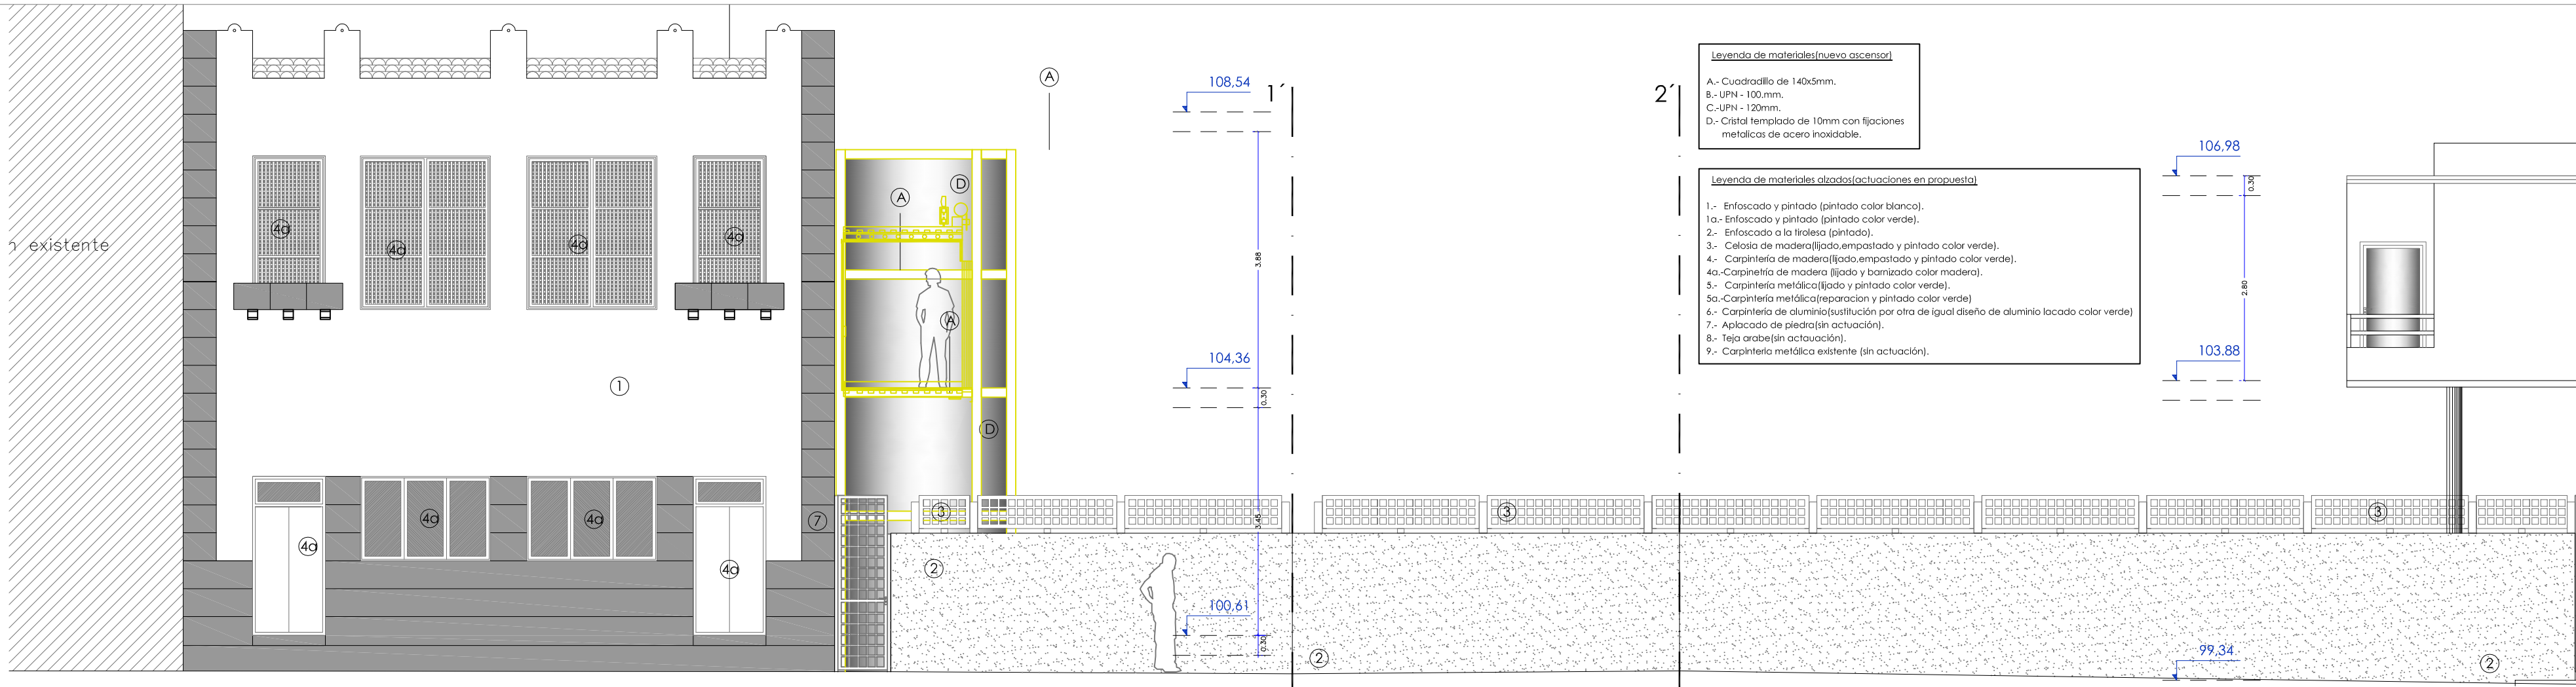 n existente
4a
4a
4a
4a
1
4a
4a
4a
4a
7
A
A
D
A
D
3
2
108,54
3.88
104,36
0.30
3.45
100,61
0.30
2
1´
2´
3
Leyenda de materiales(nuevo ascensor)
A.- Cuadradillo de 140x5mm.
B.- UPN - 100.mm.
C.-UPN - 120mm.
D.- Cristal templado de 10mm con fijaciones
metalicas de acero inoxidable.
Leyenda de materiales alzados(actuaciones en propuesta)
1.- Enfoscado y pintado (pintado color blanco).
1a.- Enfoscado y pintado (pintado color verde).
2.- Enfoscado a la tirolesa (pintado).
3.- Celosia de madera(lijado,empastado y pintado color verde).
4.- Carpintería de madera(lijado,empastado y pintado color verde).
4a.-Carpinetría de madera (lijado y barnizado color madera).
5.- Carpintería metálica(lijado y pintado color verde).
5a.-Carpintería metálica(reparacion y pintado color verde)
6.- Carpintería de aluminio(sustitución por otra de igual diseño de aluminio lacado color verde)
7.- Aplacado de piedra(sin actuación).
8.- Teja arabe(sin actauación).
9.- Carpintería metálica existente (sin actuación).
106,98
0.30
2.80
103.88
3
99,34
2